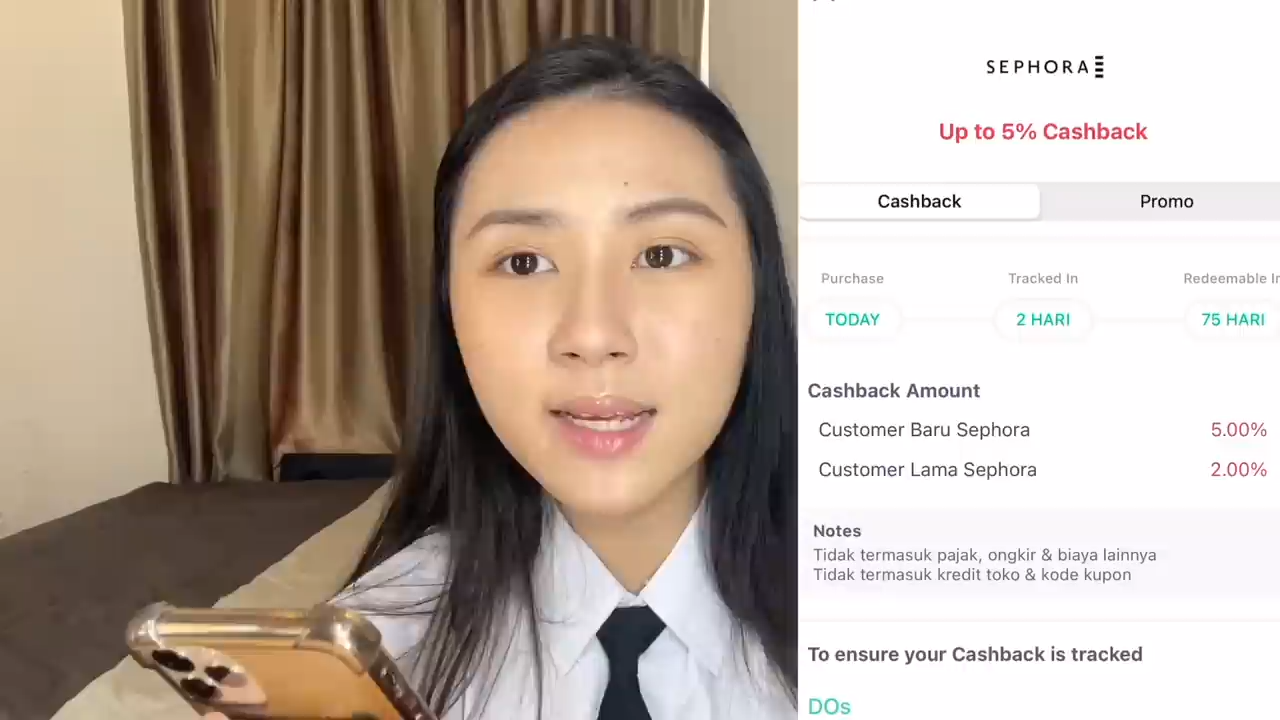 SEPHORA
Up to 5% Cashback
Cashback Promo
Purchase Tracked In Redeemable In
TODAY 2 HARI 75 HARI
Cashback Amount
Customer Baru Sephora 5.00%
Customer Lama Sephora 2.00%
Notes
Tidak termasuk pajak, ongkir & biaya lainnya
Tidak termasuk kredit toko & kode kupon
To ensure your Cashback is tracked
DOs